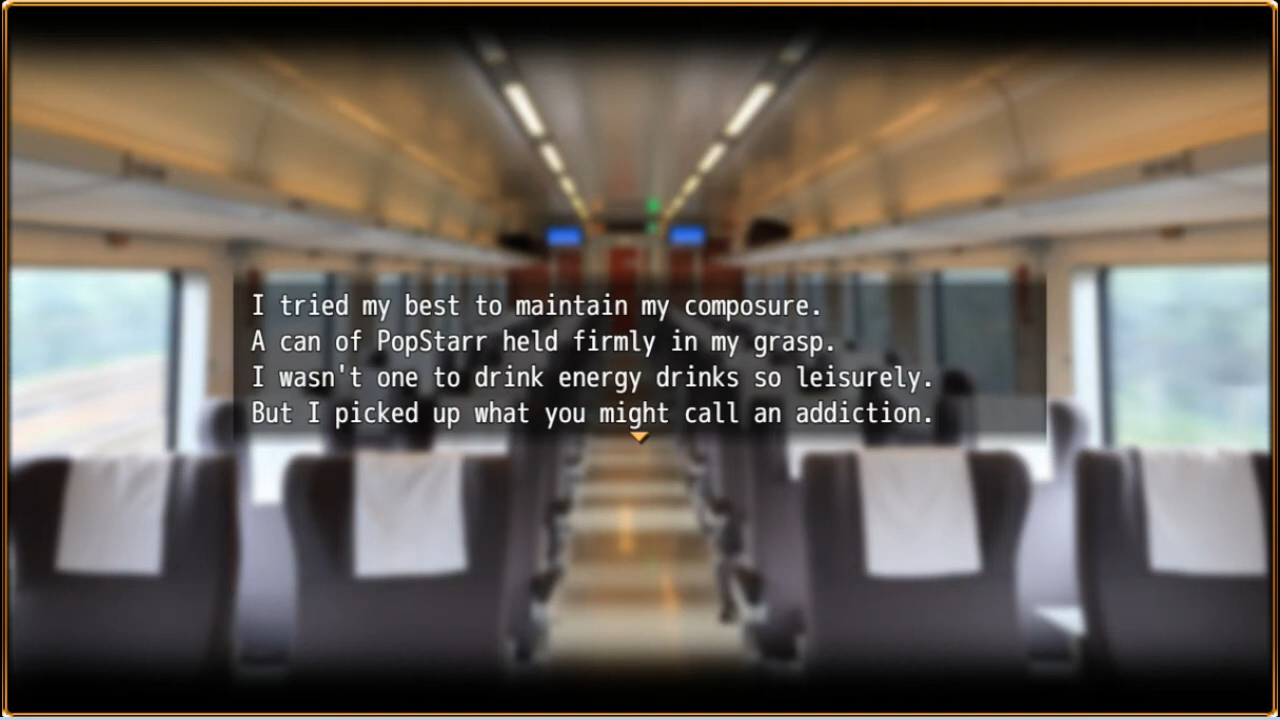 I tried my best to maintain my composure.
A can of PopStarr held firmly in my grasp.
I wasn't one to drink energy drinks so leisurely.
But I picked up what you might call an addiction.